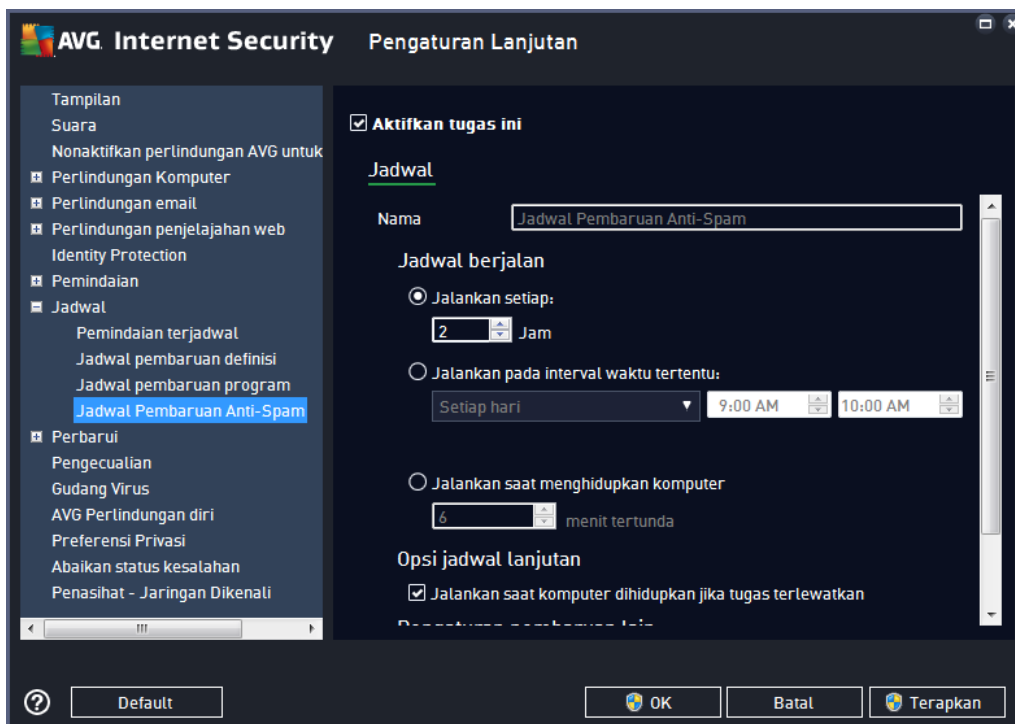 AVG. Internet Security Pengaturan Lanjutan
Tampilan
Suara
Nonaktifkan perlindungan AVG untuk
Perlindungan Komputer
Perlindungan email
Perlindungan penjelajahan web
Identity Protection
Pemindaian
Jadwal
Pemindaian terjadwal
Jadwal pembaruan definisi
Jadwal pembaruan program
Jadwal Pembaruan Anti-Spam
Perbarui
Pengecualian
Gudang Virus
AVG Perlindungan diri
Preferensi Privasi
Abaikan status kesalahan
Penasihat - Jaringan Dikenali
Aktifkan tugas ini
Jadwal
Nama Jadwal Pembaruan Anti-Spam
Jadwal berjalan
Jalankan setiap:
2 Jam
Jalankan pada interval waktu tertentu:
Setiap hari 9:00 AM 10:00 AM
Jalankan saat menghidupkan komputer
6 menit tertunda
Opsi jadwal lanjutan
Jalankan saat komputer dihidupkan jika tugas terlewatkan
Pengaturan pembaruan lain
? Default OK Batal Terapkan